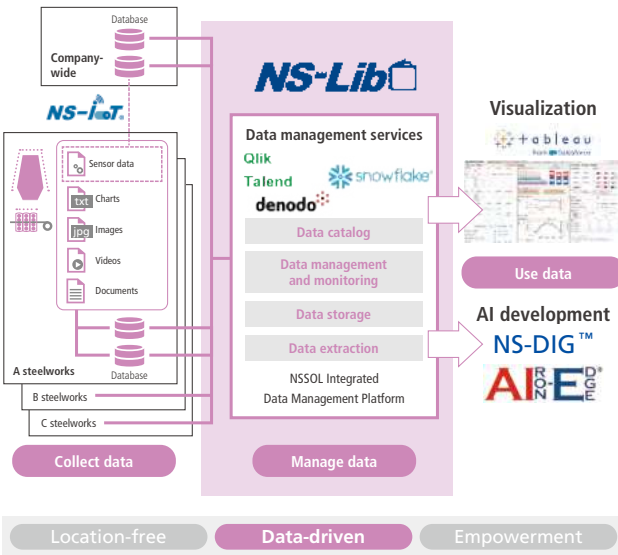 Database
Company-
wide
NS-IoT.
Sensor data
txt
Charts
jpg
Images
Videos
Documents
Database
A steelworks
B steelworks
C steelworks
Collect data
NS-Lib
Data management services
Qlik
Talend
snowflake®
denodo
Data catalog
Data management
and monitoring
Data storage
Data extraction
NSSOL Integrated
Data Management Platform
Manage data
Visualization
tableau
from Salesforce
Use data
AI development
NS-DIG™
AIRON-EDGE®
Location-free
Data-driven
Empowerment